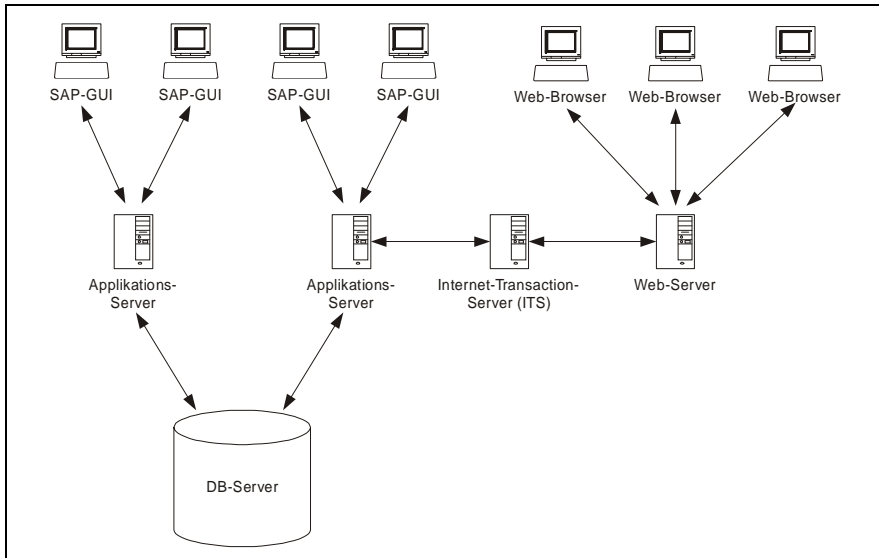 SAP-GUI
SAP-GUI
SAP-GUI
SAP-GUI
Web-Browser
Web-Browser
Web-Browser
Applikations-
Server
Applikations-
Server
Internet-Transaction-
Server (ITS)
Web-Server
DB-Server